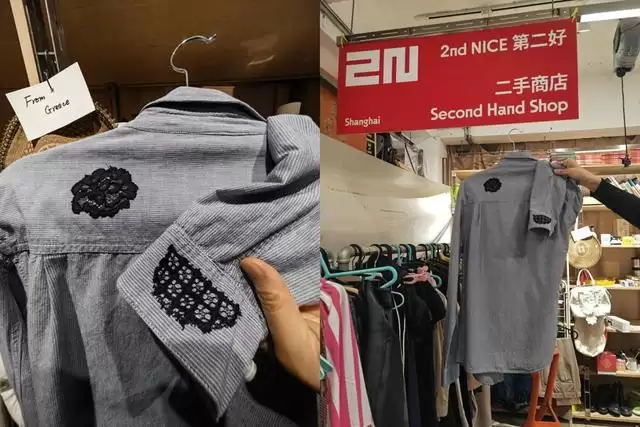 From
Greece
2N
2nd NICE 第二好
二手商店
Shanghai
Second Hand Shop